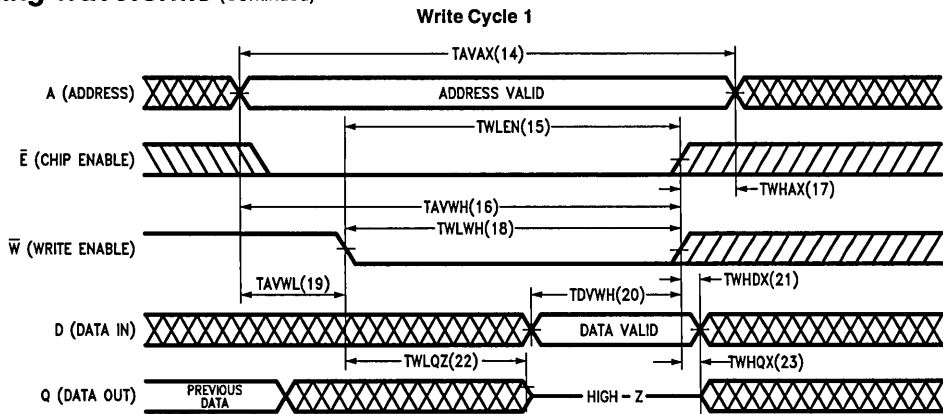 (Continued)
Write Cycle 1
TAVAX(14)
A (ADDRESS)
ADDRESS VALID
TWLEN(15)
E̅ (CHIP ENABLE)
TWHAX(17)
TAVWH(16)
TWLWH(18)
W̅ (WRITE ENABLE)
TAVWL(19)
TDVWH(20)
TWHDX(21)
D (DATA IN)
DATA VALID
TWLQZ(22)
TWHQX(23)
Q (DATA OUT)
PREVIOUS
DATA
HIGH - Z